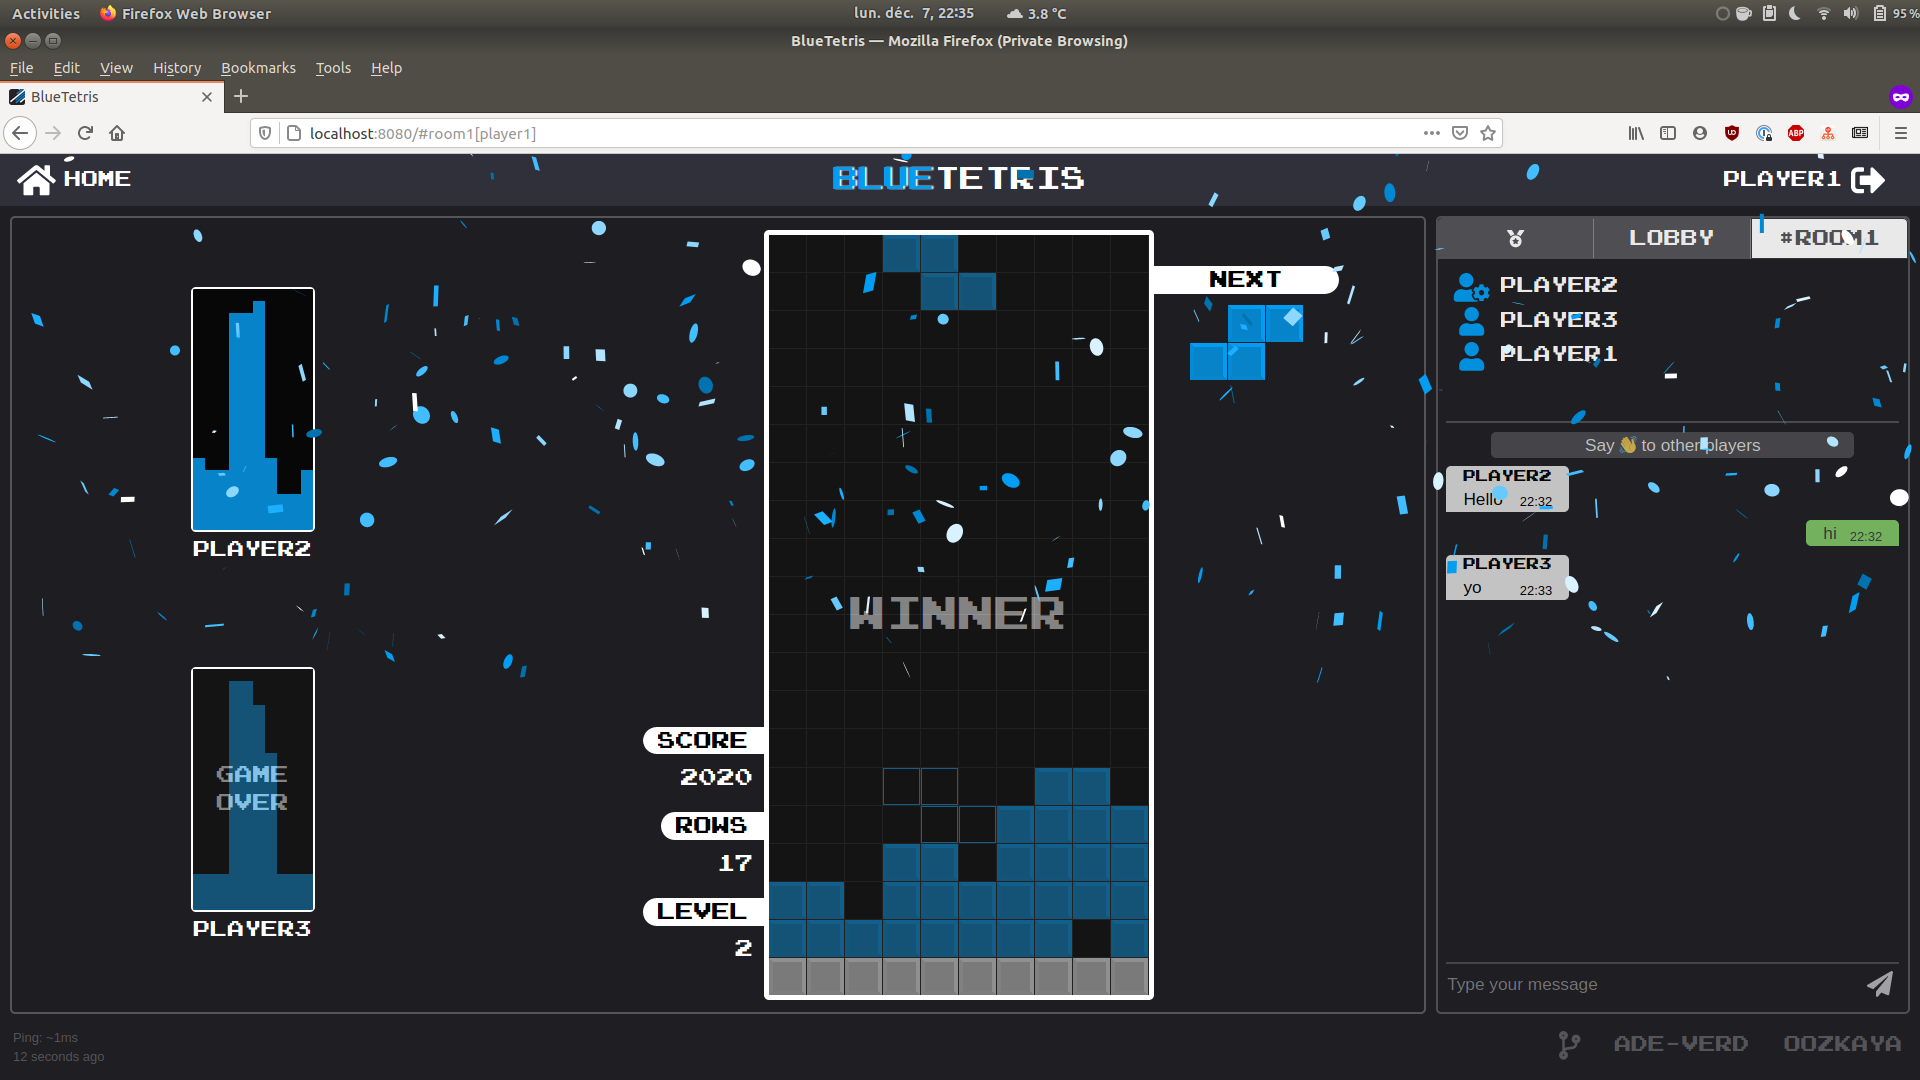 Activities Firefox Web Browser lun. déc. 7, 22:35 3.8 °C 95 %
BlueTetris — Mozilla Firefox (Private Browsing)
File Edit View History Bookmarks Tools Help
BlueTetris
localhost:8080/#room1[player1]
ABP
HOME BLUETETRIS PLAYER1
LOBBY #ROOM1
NEXT
PLAYER2
PLAYER3
PLAYER1
Say 👋 to other players
PLAYER2
Hello 22:32
hi 22:32
PLAYER3
yo 22:33
PLAYER2
WINNER
GAME
OVER
PLAYER3
SCORE
2020
ROWS
17
LEVEL
2
Type your message
Ping: ~1ms
12 seconds ago
ADE-VERD OOZKAYA